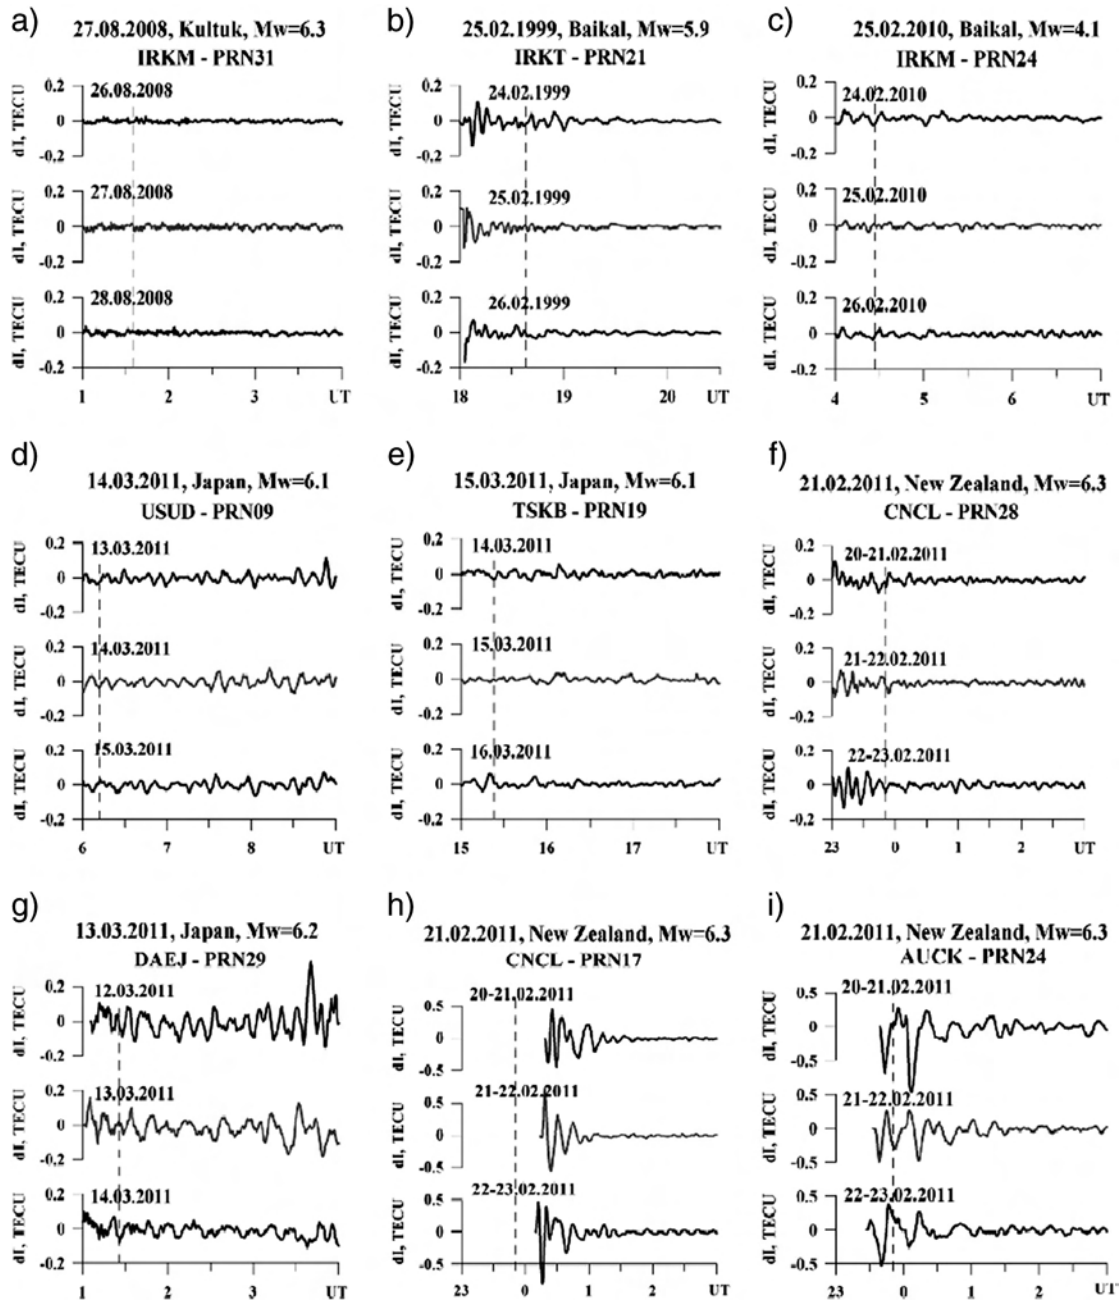 a)
27.08.2008, Kultuk, Mw=6.3
IRKM - PRN31
dI, TECU
0.2
0
-0.2
26.08.2008
dI, TECU
0.2
0
-0.2
27.08.2008
dI, TECU
0.2
0
-0.2
28.08.2008
1 2 3 UT
b)
25.02.1999, Baikal, Mw=5.9
IRKT - PRN21
dI, TECU
0.2
0
-0.2
24.02.1999
dI, TECU
0.2
0
-0.2
25.02.1999
dI, TECU
0.2
0
-0.2
26.02.1999
18 19 20 UT
c)
25.02.2010, Baikal, Mw=4.1
IRKM - PRN24
dI, TECU
0.2
0
-0.2
24.02.2010
dI, TECU
0.2
0
-0.2
25.02.2010
dI, TECU
0.2
0
-0.2
26.02.2010
4 5 6 UT
d)
14.03.2011, Japan, Mw=6.1
USUD - PRN09
dI, TECU
0.2
0
-0.2
13.03.2011
dI, TECU
0.2
0
-0.2
14.03.2011
dI, TECU
0.2
0
-0.2
15.03.2011
6 7 8 UT
e)
15.03.2011, Japan, Mw=6.1
TSKB - PRN19
dI, TECU
0.2
0
-0.2
14.03.2011
dI, TECU
0.2
0
-0.2
15.03.2011
dI, TECU
0.2
0
-0.2
16.03.2011
15 16 17 UT
f)
21.02.2011, New Zealand, Mw=6.3
CNCL - PRN28
dI, TECU
0.2
0
-0.2
20-21.02.2011
dI, TECU
0.2
0
-0.2
21-22.02.2011
dI, TECU
0.2
0
-0.2
22-23.02.2011
23 0 1 2 UT
g)
13.03.2011, Japan, Mw=6.2
DAEJ - PRN29
dI, TECU
0.2
0
-0.2
12.03.2011
dI, TECU
0.2
0
-0.2
13.03.2011
dI, TECU
0.2
0
-0.2
14.03.2011
1 2 3 UT
h)
21.02.2011, New Zealand, Mw=6.3
CNCL - PRN17
dI, TECU
0.5
0
-0.5
20-21.02.2011
dI, TECU
0.5
0
-0.5
21-22.02.2011
dI, TECU
0.5
0
-0.5
22-23.02.2011
23 0 1 2 UT
i)
21.02.2011, New Zealand, Mw=6.3
AUCK - PRN24
dI, TECU
0.5
0
-0.5
20-21.02.2011
dI, TECU
0.5
0
-0.5
21-22.02.2011
dI, TECU
0.5
0
-0.5
22-23.02.2011
23 0 1 2 UT